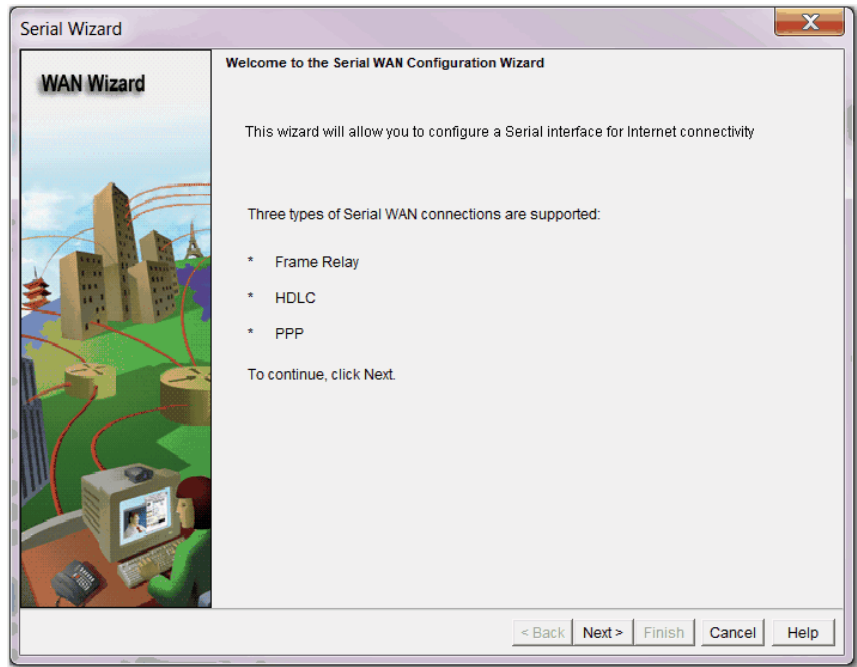 Serial Wizard
X
WAN Wizard
Welcome to the Serial WAN Configuration Wizard
This wizard will allow you to configure a Serial interface for Internet connectivity
Three types of Serial WAN connections are supported:
* Frame Relay
* HDLC
* PPP
To continue, click Next.
< Back Next > Finish Cancel Help